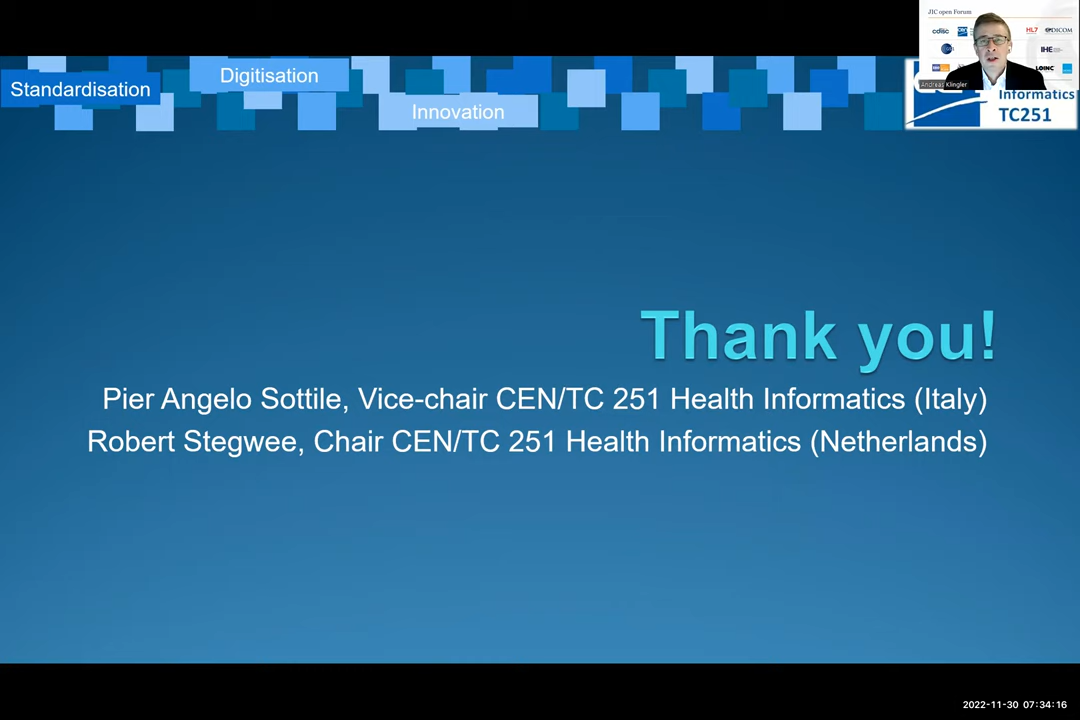 JIC open Forum
cdisc
HL7
DICOM
IHE
LOINC
Andreas Klingler
Standardisation
Digitisation
Innovation
Informatics
TC251
Thank you!
Pier Angelo Sottile, Vice-chair CEN/TC 251 Health Informatics (Italy)
Robert Stegwee, Chair CEN/TC 251 Health Informatics (Netherlands)
2022-11-30 07:34:16